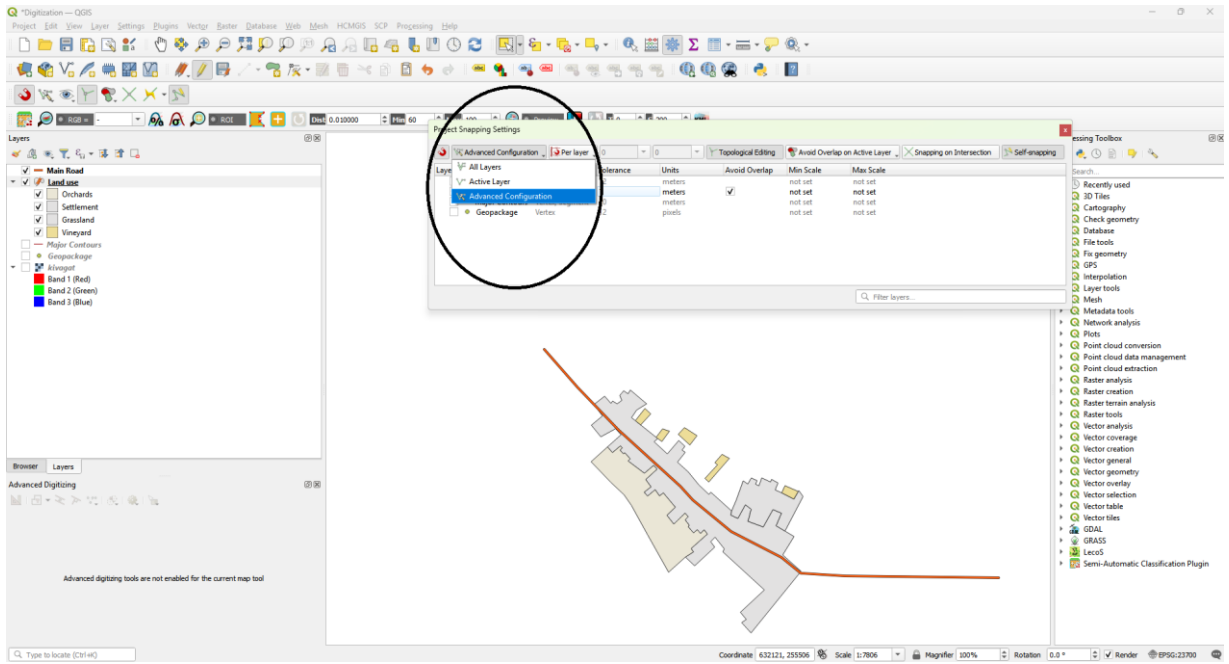 *Digitization — QGIS
Project Edit View Layer Settings Plugins Vector Raster Database Web Mesh HCMGIS SCP Processing Help
RGB = - ROI Dist 0.010000 Min 60
Layers
Main Road
Land use
Orchards
Settlement
Grassland
Vineyard
Major Contours
Geopackage
kivogat
Band 1 (Red)
Band 2 (Green)
Band 3 (Blue)
Browser Layers
Advanced Digitizing
Advanced digitizing tools are not enabled for the current map tool
Project Snapping Settings
Advanced Configuration Per layer 0 0 Topological Editing Avoid Overlap on Active Layer Snapping on Intersection Self-snapping
All Layers
Active Layer
Advanced Configuration
Units Avoid Overlap Min Scale Max Scale
meters not set not set
meters not set not set
meters not set not set
Geopackage Vertex pixels not set not set
Filter layers...
essing Toolbox
Search...
Recently used
3D Tiles
Cartography
Check geometry
Database
File tools
Fix geometry
GPS
Interpolation
Layer tools
Mesh
Metadata tools
Network analysis
Plots
Point cloud conversion
Point cloud data management
Point cloud extraction
Raster analysis
Raster creation
Raster terrain analysis
Raster tools
Vector analysis
Vector coverage
Vector creation
Vector general
Vector geometry
Vector overlay
Vector selection
Vector table
Vector tiles
GDAL
GRASS
LecoS
Semi-Automatic Classification Plugin
Type to locate (Ctrl+K) Coordinate 632121, 255506 Scale 1:7806 Magnifier 100% Rotation 0.0 ° Render EPSG:23700